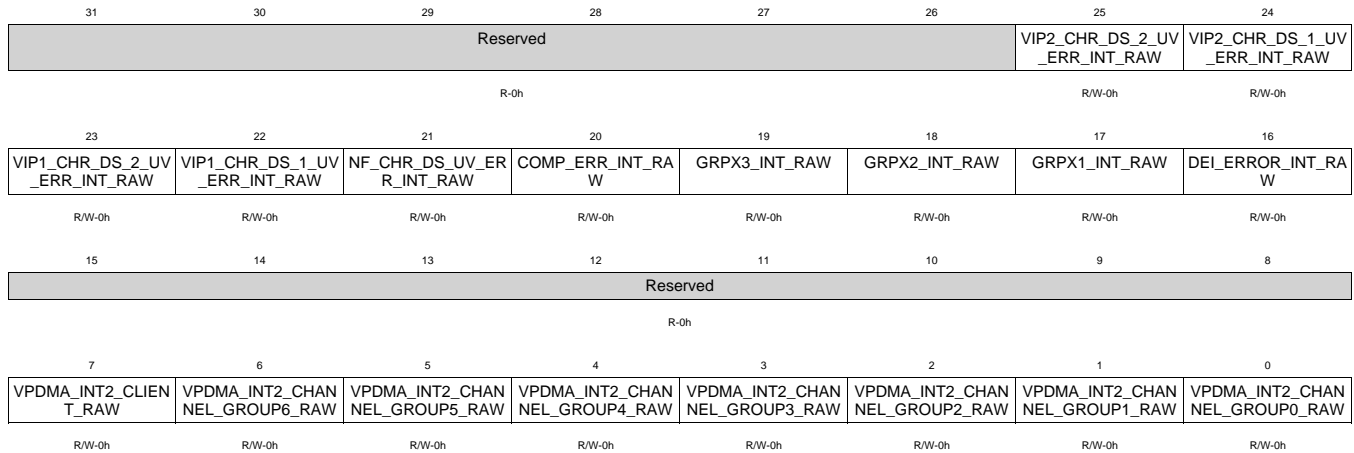 31 30 29 28 27 26 25 24
Reserved VIP2_CHR_DS_2_UV VIP2_CHR_DS_1_UV
_ERR_INT_RAW _ERR_INT_RAW
R-0h R/W-0h R/W-0h
23 22 21 20 19 18 17 16
VIP1_CHR_DS_2_UV VIP1_CHR_DS_1_UV NF_CHR_DS_UV_ER COMP_ERR_INT_RA GRPX3_INT_RAW GRPX2_INT_RAW GRPX1_INT_RAW DEI_ERROR_INT_RA
_ERR_INT_RAW _ERR_INT_RAW R_INT_RAW W W
R/W-0h R/W-0h R/W-0h R/W-0h R/W-0h R/W-0h R/W-0h R/W-0h
15 14 13 12 11 10 9 8
Reserved
R-0h
7 6 5 4 3 2 1 0
VPDMA_INT2_CLIEN VPDMA_INT2_CHAN VPDMA_INT2_CHAN VPDMA_INT2_CHAN VPDMA_INT2_CHAN VPDMA_INT2_CHAN VPDMA_INT2_CHAN VPDMA_INT2_CHAN
T_RAW NEL_GROUP6_RAW NEL_GROUP5_RAW NEL_GROUP4_RAW NEL_GROUP3_RAW NEL_GROUP2_RAW NEL_GROUP1_RAW NEL_GROUP0_RAW
R/W-0h R/W-0h R/W-0h R/W-0h R/W-0h R/W-0h R/W-0h R/W-0h